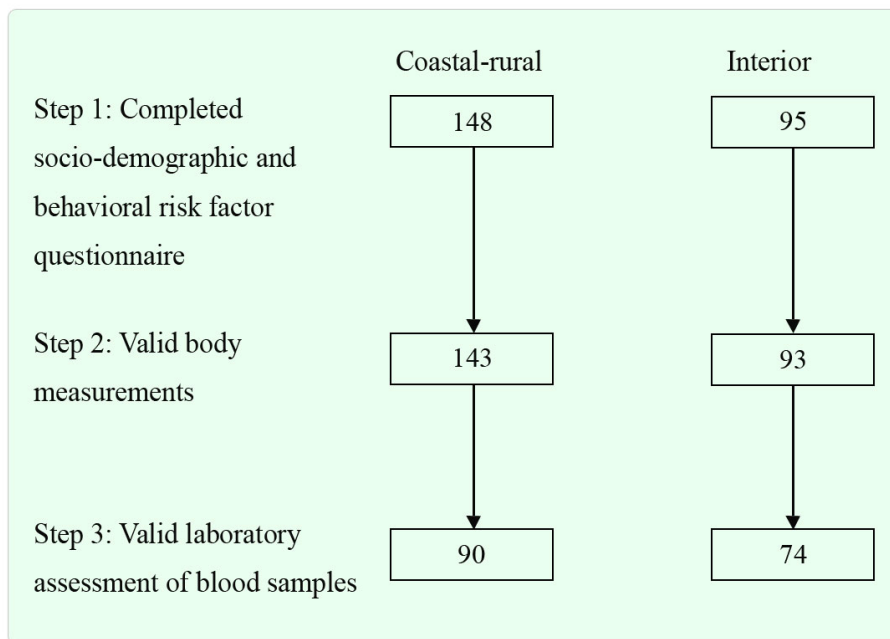 Coastal-rural Interior
Step 1: Completed
socio-demographic and
behavioral risk factor
questionnaire
148 95
Step 2: Valid body
measurements
143 93
Step 3: Valid laboratory
assessment of blood samples
90 74